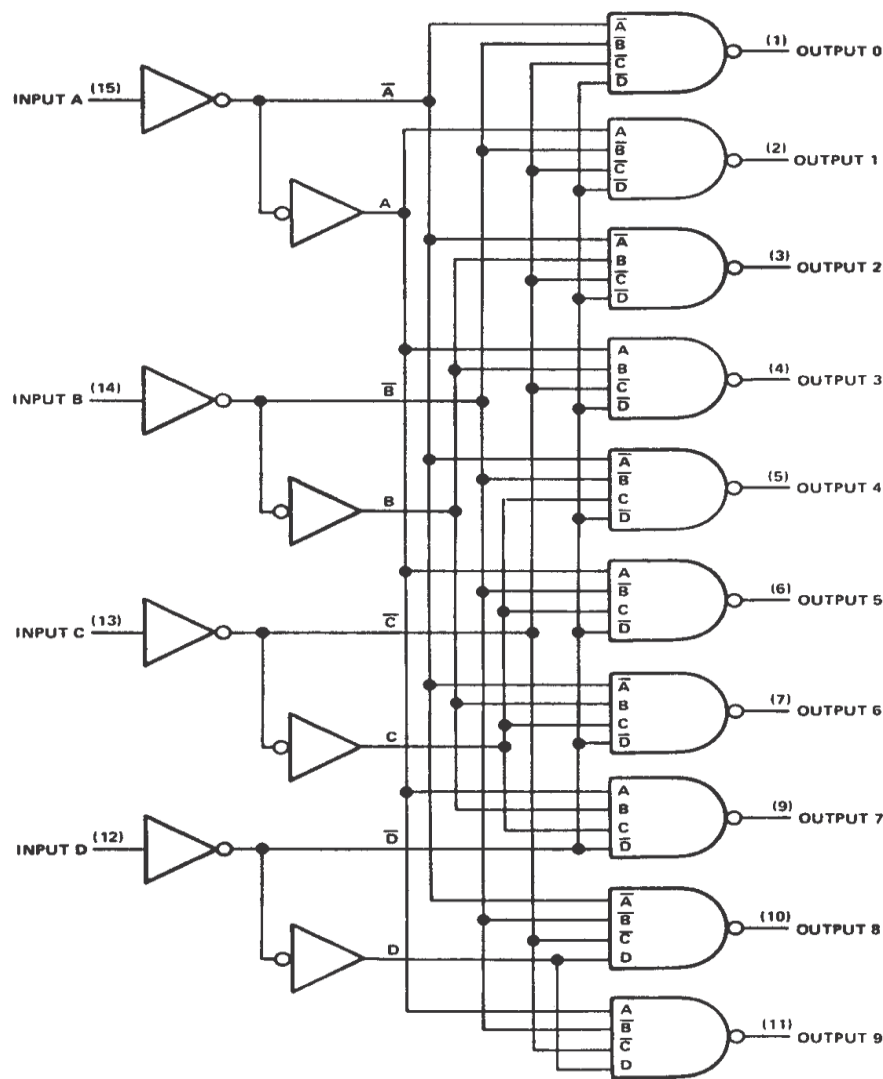 A̅
B̅
C̅
D̅
(1)
OUTPUT 0
INPUT A
(15)
A̅
A
B̅
C̅
D̅
(2)
OUTPUT 1
A
A̅
B
C̅
D̅
(3)
OUTPUT 2
A
B
C̅
D̅
(4)
OUTPUT 3
INPUT B
(14)
B̅
A̅
B̅
C
D̅
(5)
OUTPUT 4
B
A
B̅
C
D̅
(6)
OUTPUT 5
INPUT C
(13)
C̅
A̅
B
C
D̅
(7)
OUTPUT 6
C
A
B
C
D̅
(9)
OUTPUT 7
INPUT D
(12)
D̅
A̅
B̅
C̅
D
(10)
OUTPUT 8
D
A
B̅
C̅
D
(11)
OUTPUT 9